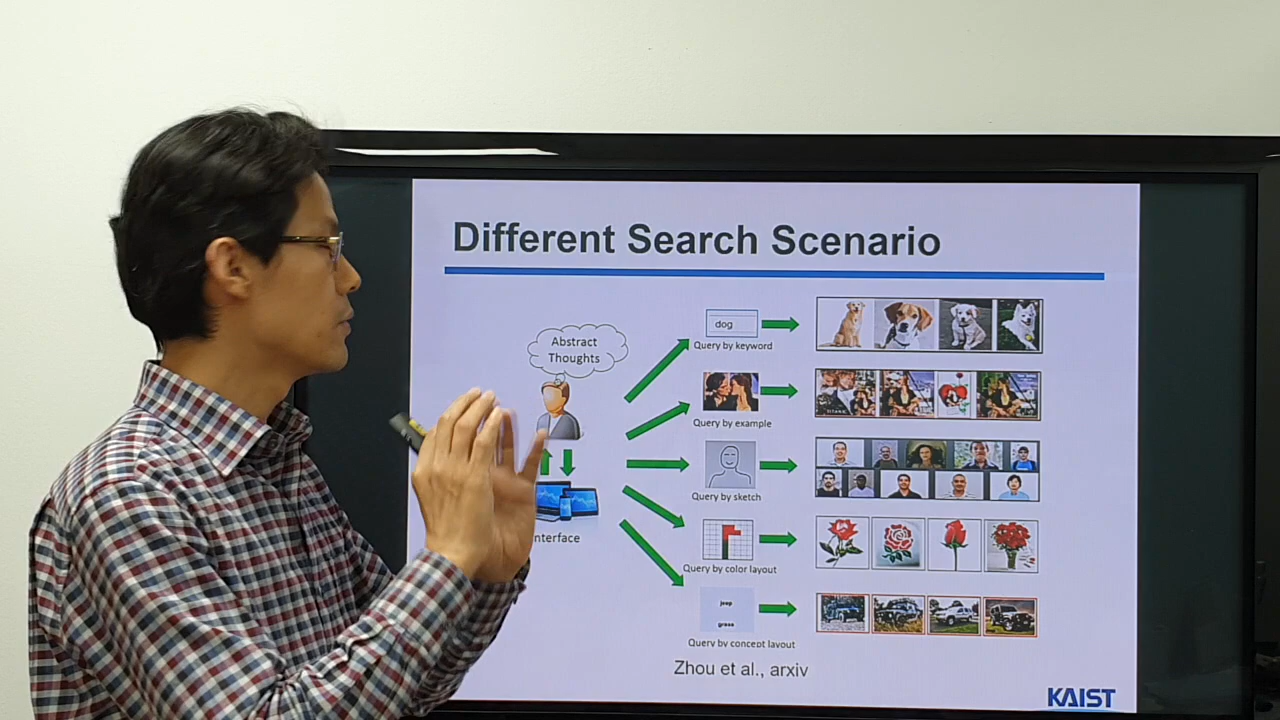 Different Search Scenario
Abstract
Thoughts
nterface
dog
Query by keyword
Query by example
Query by sketch
Query by color layout
jeep
grass
Query by concept layout
Zhou et al., arxiv
KAIST